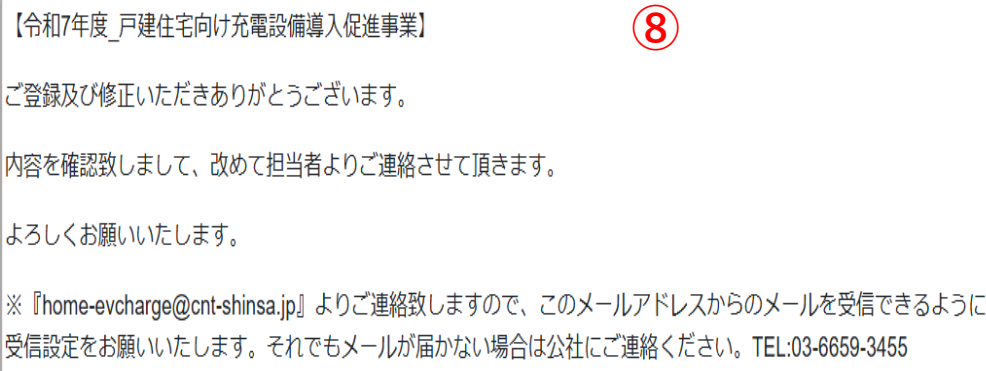 【令和7年度_戸建住宅向け充電設備導入促進事業】 ⑧
ご登録及び修正いただきありがとうございます。
内容を確認致しまして、改めて担当者よりご連絡させて頂きます。
よろしくお願いいたします。
※『home-evcharge@cnt-shinsa.jp』よりご連絡致しますので、このメールアドレスからのメールを受信できるように
受信設定をお願いいたします。それでもメールが届かない場合は公社にご連絡ください。TEL:03-6659-3455